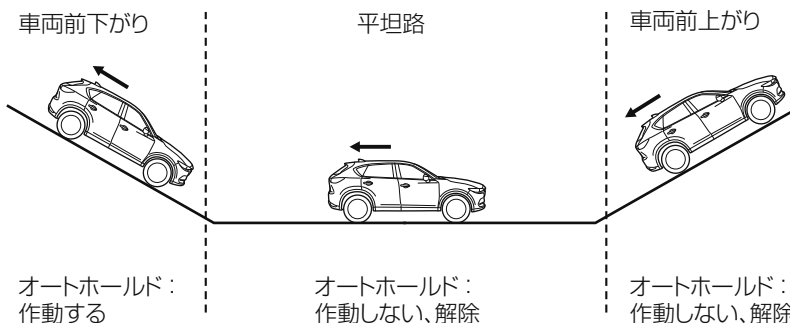 車両前下がり
平坦路
車両前上がり
オートホールド：
作動する
オートホールド：
作動しない、解除
オートホールド：
作動しない、解除